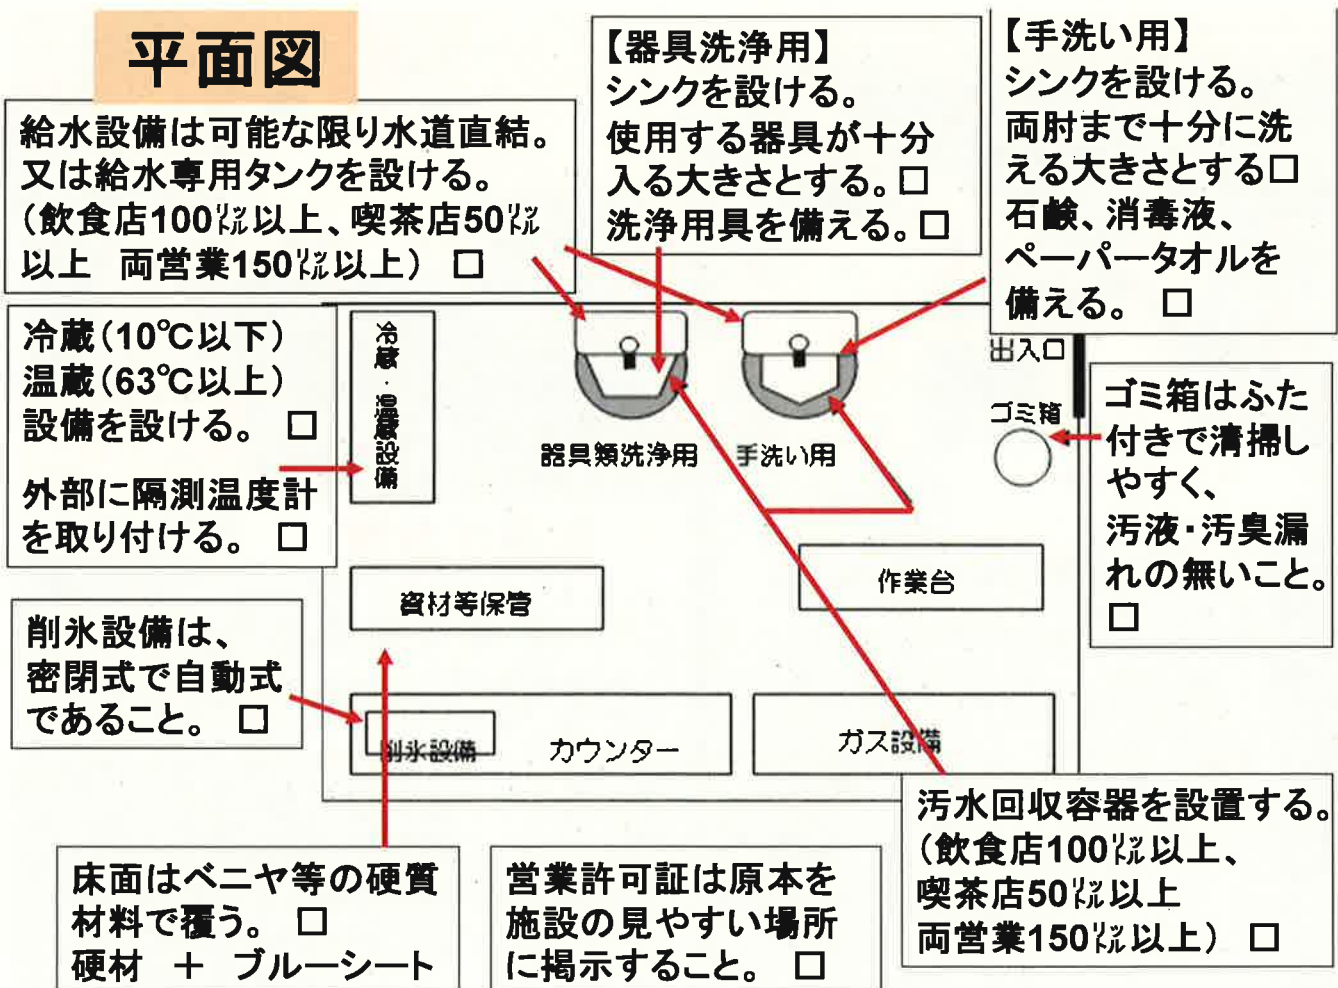 平面図
給水設備は可能な限り水道直結。
又は給水専用タンクを設ける。
(飲食店100㍑以上、喫茶店50㍑
以上 両営業150㍑以上) □
【器具洗浄用】
シンクを設ける。
使用する器具が十分
入る大きさとする。□
洗浄用具を備える。□
【手洗い用】
シンクを設ける。
両肘まで十分に洗
える大きさとする□
石鹸、消毒液、
ペーパータオルを
備える。 □
冷蔵(10℃以下)
温蔵(63℃以上)
設備を設ける。 □
外部に隔測温度計
を取り付ける。 □
冷蔵・温蔵設備
器具類洗浄用
手洗い用
出入口
ゴミ箱
ゴミ箱はふた
付きで清掃し
やすく、
汚液・汚臭漏
れの無いこと。
□
資材等保管
作業台
削氷設備は、
密閉式で自動式
であること。 □
削氷設備
カウンター
ガス設備
床面はベニヤ等の硬質
材料で覆う。 □
硬材 + ブルーシート
営業許可証は原本を
施設の見やすい場所
に掲示すること。 □
汚水回収容器を設置する。
(飲食店100㍑以上、
喫茶店50㍑以上
両営業150㍑以上) □